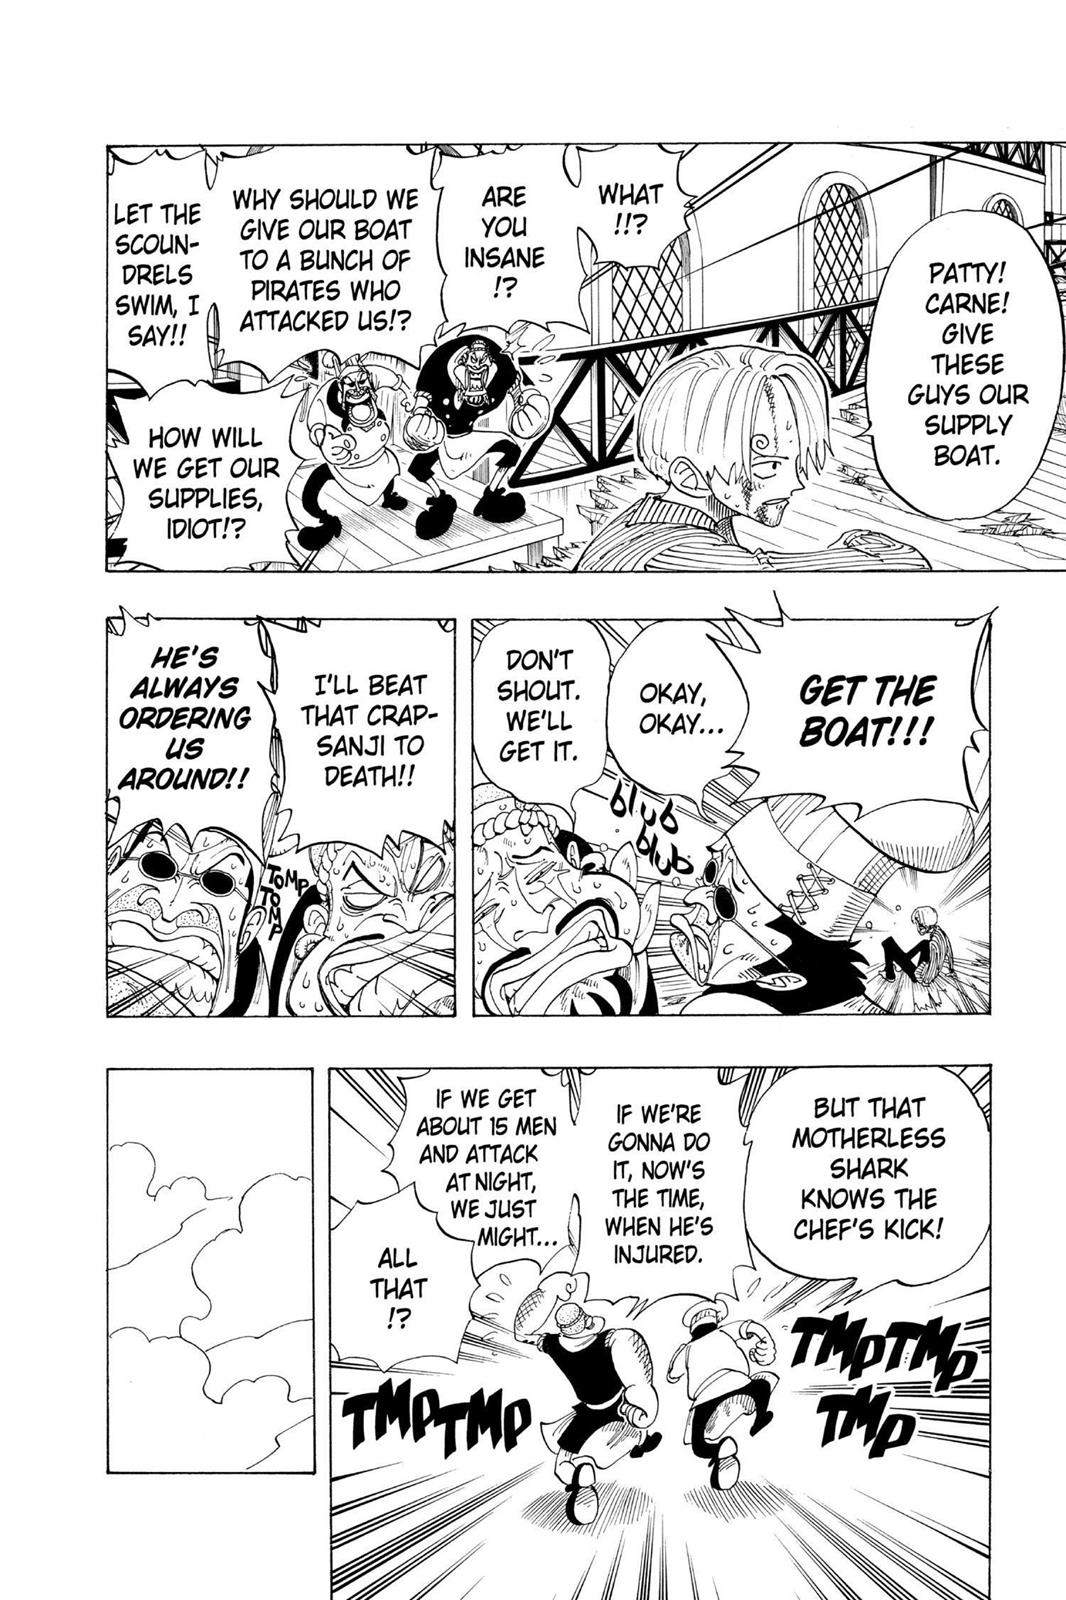 PATTY!
CARNE!
GIVE
THESE
GUYS OUR
SUPPLY
BOAT.
WHAT
!!?
ARE
YOU
INSANE
!?
WHY SHOULD WE
GIVE OUR BOAT
TO A BUNCH OF
PIRATES WHO
ATTACKED US!?
LET THE
SCOUN-
DRELS
SWIM, I
SAY!!
HOW WILL
WE GET OUR
SUPPLIES,
IDIOT!?
GET THE
BOAT!!!
OKAY,
OKAY...
DON'T
SHOUT.
WE'LL
GET IT.
blub
blub
I'LL BEAT
THAT CRAP-
SANJI TO
DEATH!!
HE'S
ALWAYS
ORDERING
US
AROUND!!
TOMP
TOMP
BUT THAT
MOTHERLESS
SHARK
KNOWS THE
CHEF'S KICK!
IF WE'RE
GONNA DO
IT, NOW'S
THE TIME,
WHEN HE'S
INJURED.
IF WE GET
ABOUT 15 MEN
AND ATTACK
AT NIGHT,
WE JUST
MIGHT...
ALL
THAT
!?
TMP TMP
TMP
TMP TMP